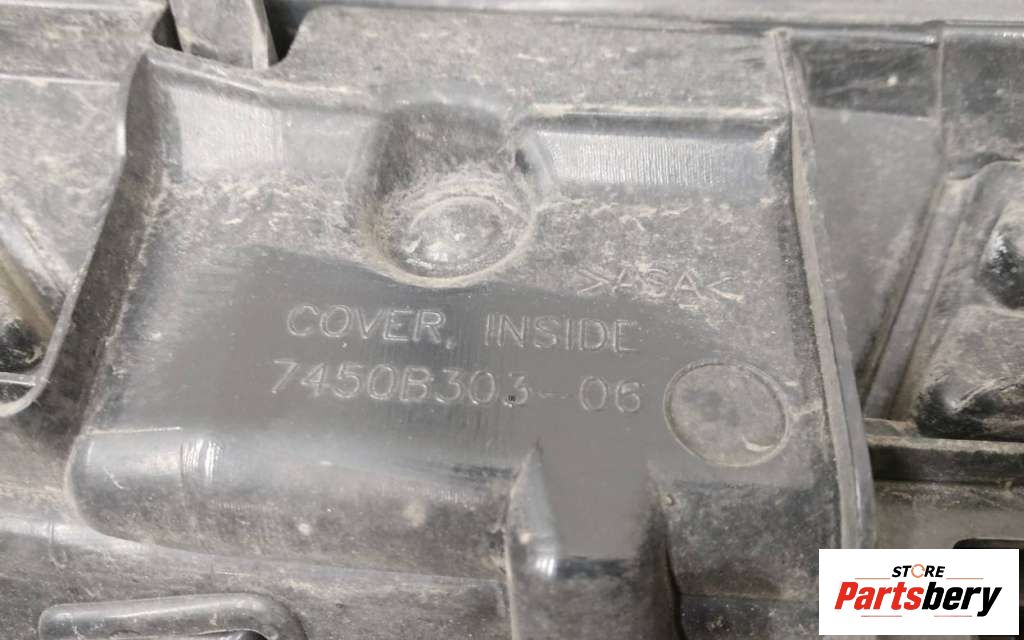 >ASA<
COVER, INSIDE
7450B303-06
STORE
Partsbery